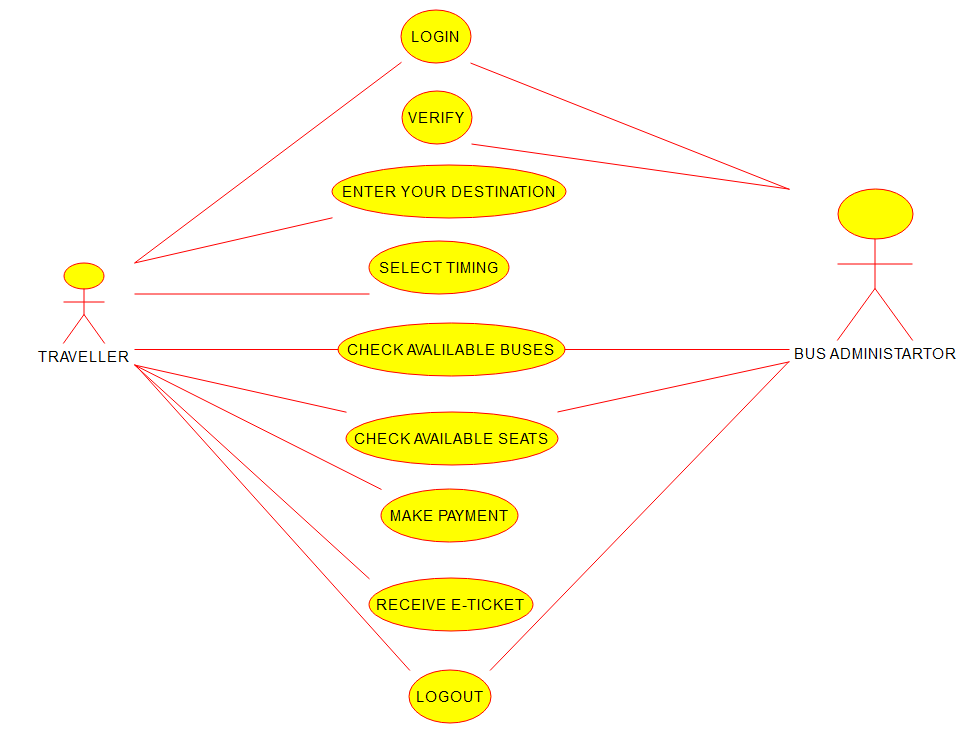 LOGIN
VERIFY
ENTER YOUR DESTINATION
SELECT TIMING
CHECK AVALILABLE BUSES
TRAVELLER
BUS ADMINISTARTOR
CHECK AVAILABLE SEATS
MAKE PAYMENT
RECEIVE E-TICKET
LOGOUT